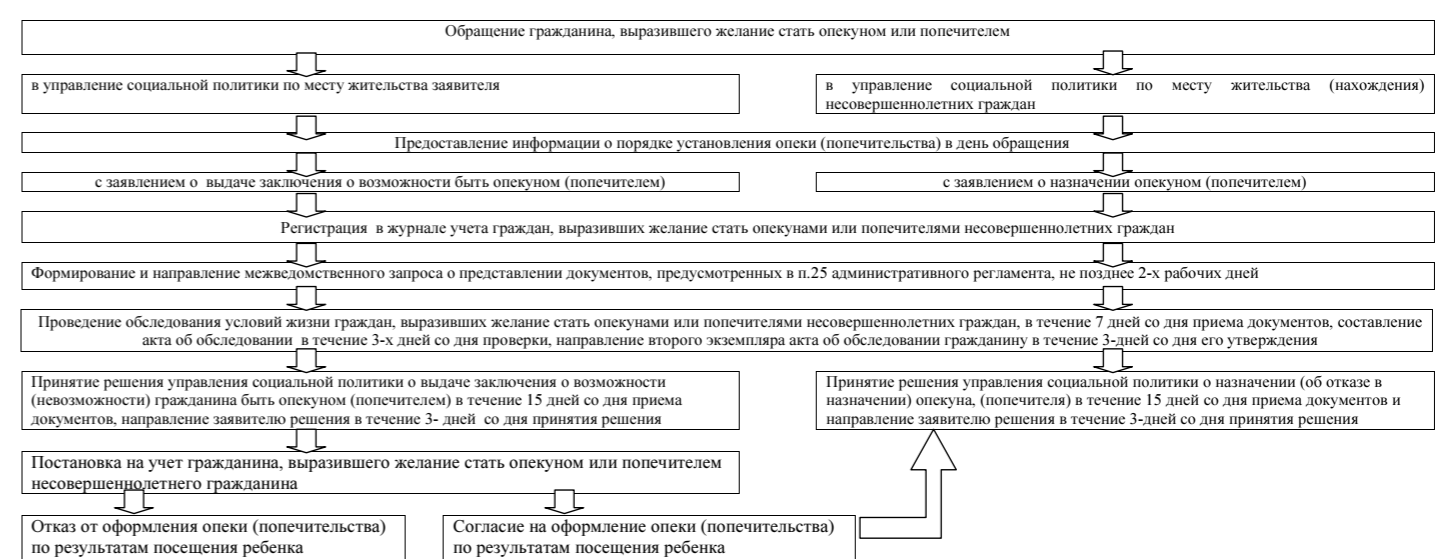 Обращение гражданина, выразившего желание стать опекуном или попечителем
в управление социальной политики по месту жительства заявителя
в управление социальной политики по месту жительства (нахождения)
несовершеннолетних граждан
Предоставление информации о порядке установления опеки (попечительства) в день обращения
с заявлением о выдаче заключения о возможности быть опекуном (попечителем)
с заявлением о назначении опекуном (попечителем)
Регистрация в журнале учета граждан, выразивших желание стать опекунами или попечителями несовершеннолетних граждан
Формирование и направление межведомственного запроса о представлении документов, предусмотренных в п.25 административного регламента, не позднее 2-х рабочих дней
Проведение обследования условий жизни граждан, выразивших желание стать опекунами или попечителями несовершеннолетних граждан, в течение 7 дней со дня приема документов, составление
акта об обследовании в течение 3-х дней со дня проверки, направление второго экземпляра акта об обследовании гражданину в течение 3-дней со дня его утверждения
Принятие решения управления социальной политики о выдаче заключения о возможности
(невозможности) гражданина быть опекуном (попечителем) в течение 15 дней со дня приема
документов, направление заявителю решения в течение 3- дней со дня принятия решения
Принятие решения управления социальной политики о назначении (об отказе в
назначении) опекуна, (попечителя) в течение 15 дней со дня приема документов и
направление заявителю решения в течение 3-дней со дня принятия решения
Постановка на учет гражданина, выразившего желание стать опекуном или попечителем
несовершеннолетнего гражданина
Отказ от оформления опеки (попечительства)
по результатам посещения ребенка
Согласие на оформление опеки (попечительства)
по результатам посещения ребенка